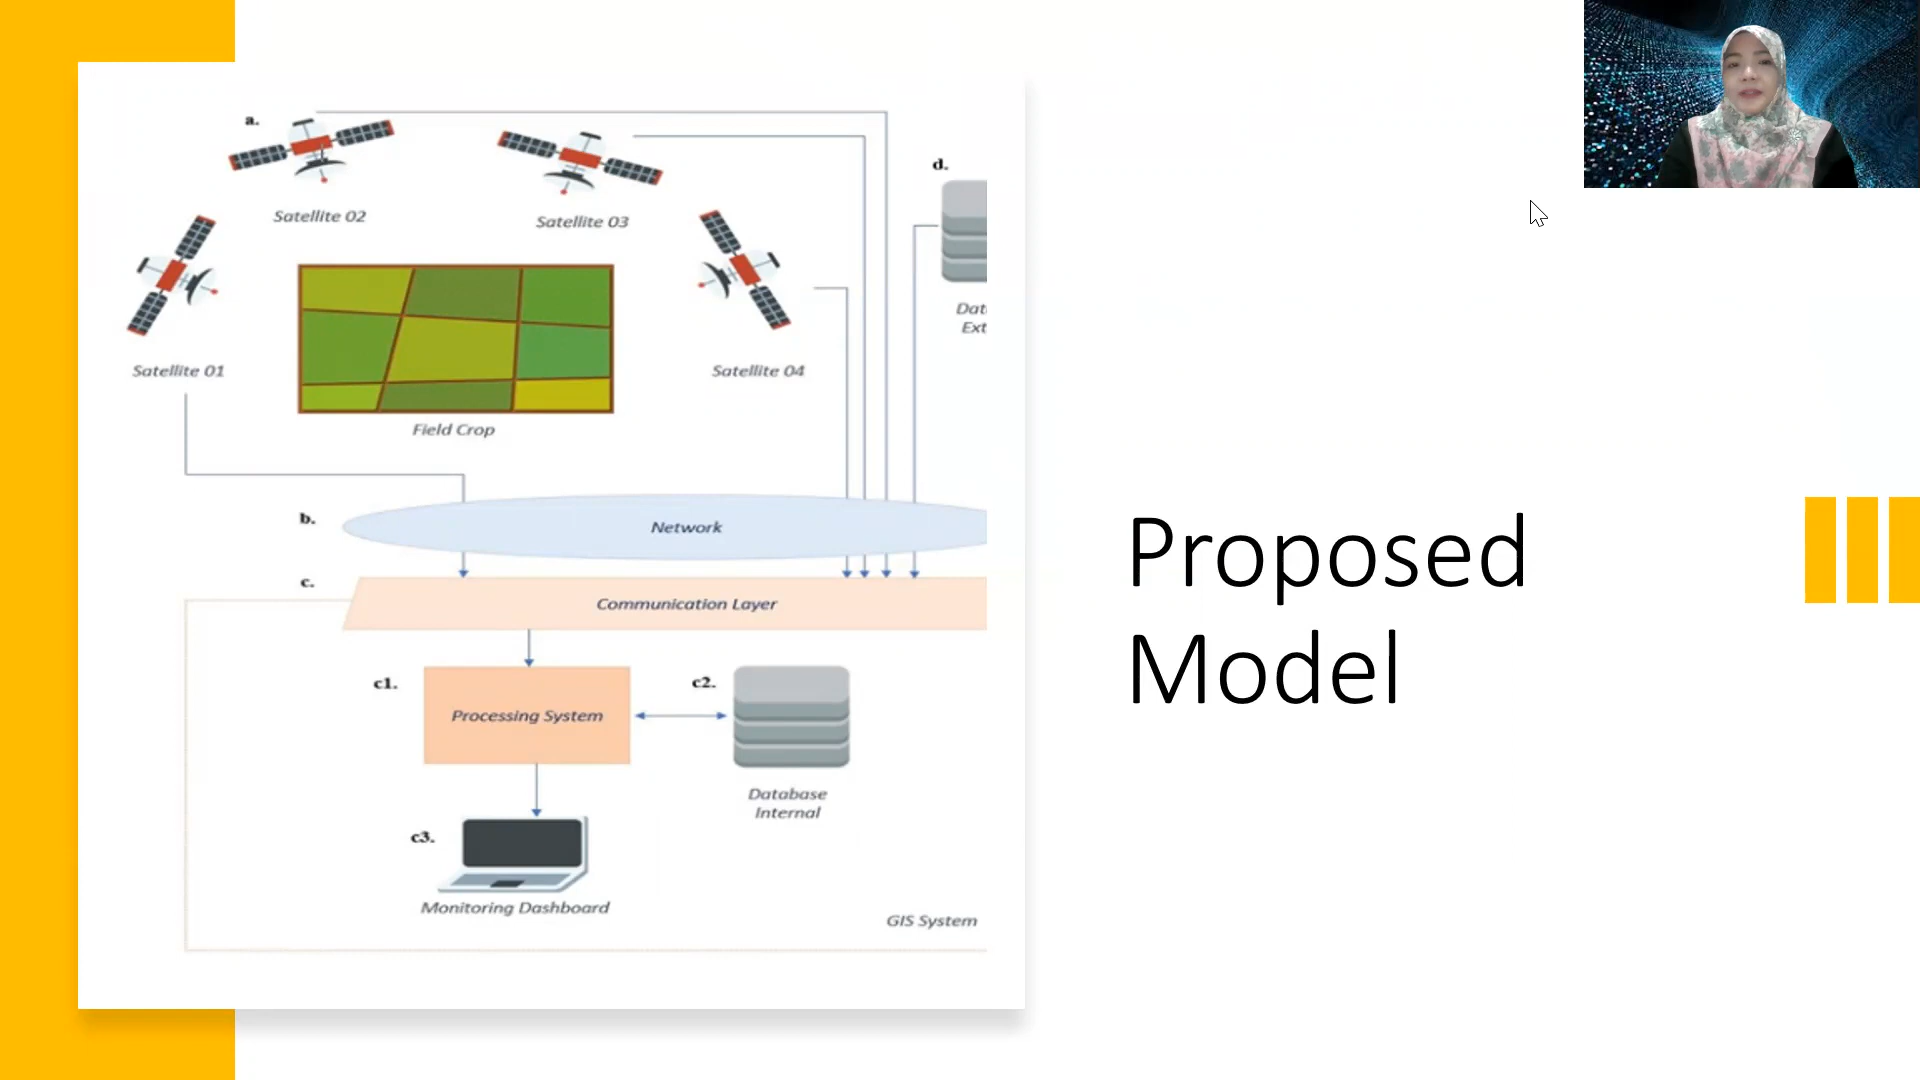 a.
d.
Satellite 02
Satellite 03
Dat
Ext
Satellite 01
Satellite 04
Field Crop
b.
Network
c.
Communication Layer
c1.
c2.
Processing System
Database
Internal
c3.
Monitoring Dashboard
GIS System
Proposed
Model